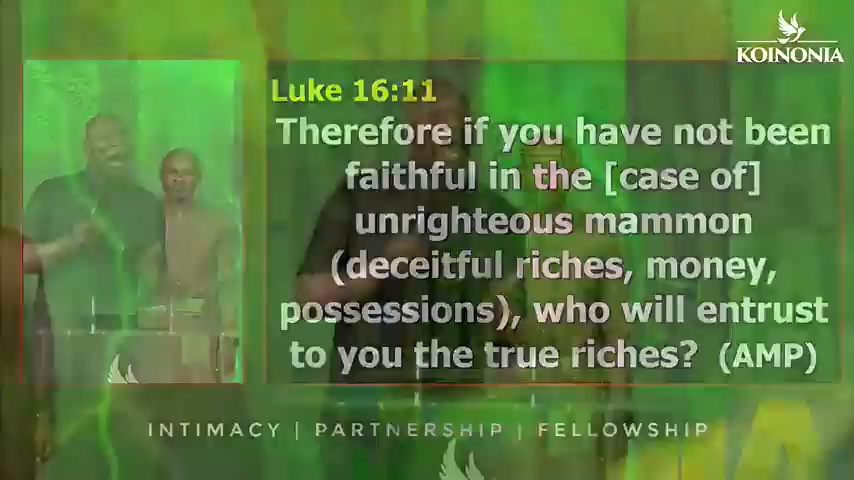 KOINONIA
Luke 16:11
Therefore if you have not been
faithful in the [case of]
unrighteous mammon
(deceitful riches, money,
possessions), who will entrust
to you the true riches? (AMP)
INTIMACY | PARTNERSHIP | FELLOWSHIP